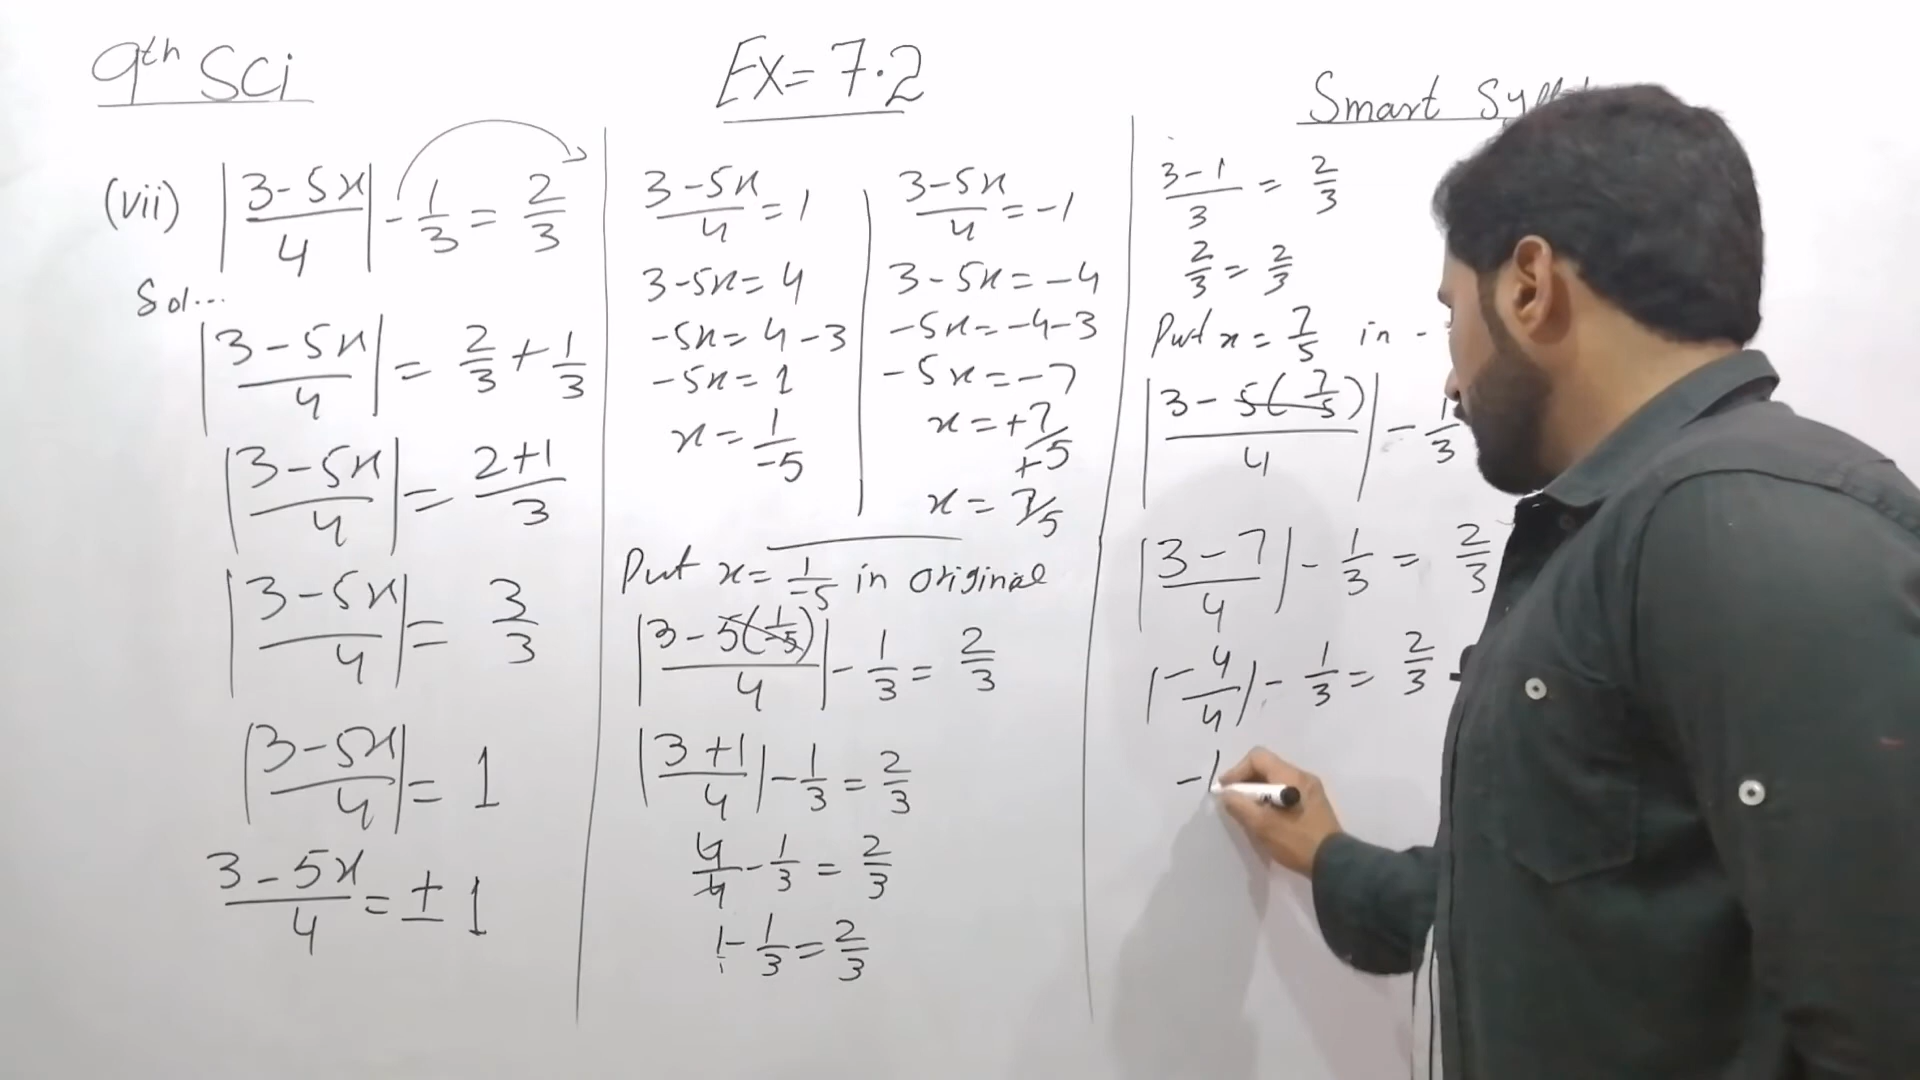 9th Sci
Ex= 7.2
Smart
(vii) |3-5x/4| - 1/3 = 2/3
Sol...
|3-5x/4| = 2/3 + 1/3
|3-5x/4| = 2+1/3
|3-5x/4| = 3/3
|3-5x/4| = 1
3-5x/4 = ± 1
3-5x/4 = 1
3-5x = 4
-5x = 4-3
-5x = 1
x = 1/-5
3-5x/4 = -1
3-5x = -4
-5x = -4-3
-5x = -7
x = +7/+5
x = 7/5
Put x = 1/-5 in original
|3-5(1/-5)/4| - 1/3 = 2/3
|3+1/4| - 1/3 = 2/3
4/4 - 1/3 = 2/3
1/1 - 1/3 = 2/3
3-1/3 = 2/3
2/3 = 2/3
Put x = 7/5 in -
|3-5(7/5)/4| - 1/3
|3-7/4| - 1/3 = 2/3
|-4/4| - 1/3 = 2/3
-1